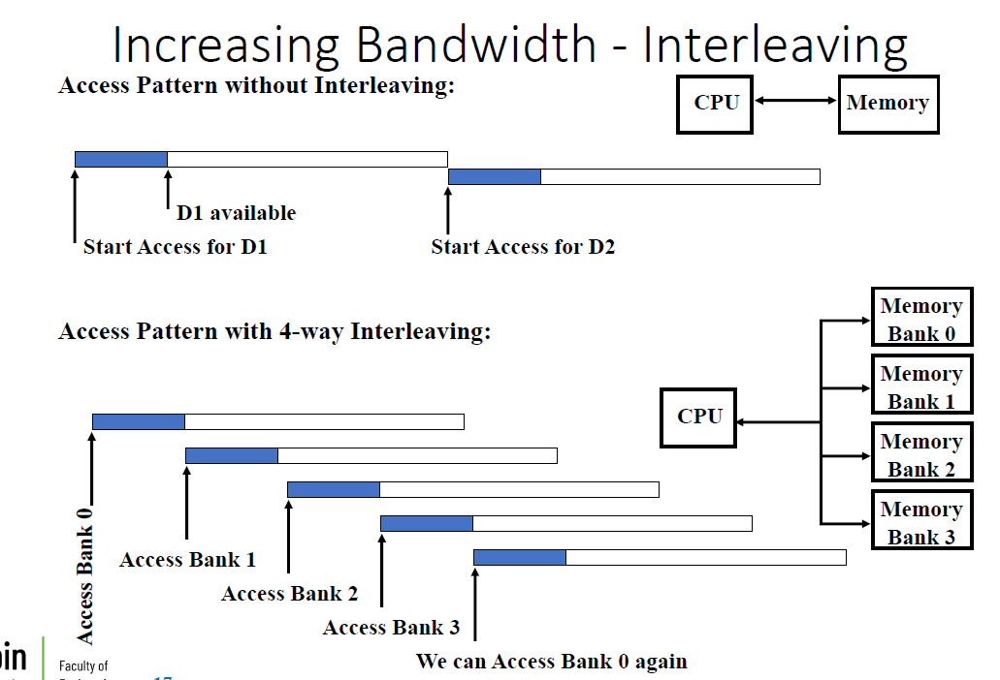 Increasing Bandwidth - Interleaving
Access Pattern without Interleaving:
CPU
Memory
D1 available
Start Access for D1
Start Access for D2
Access Pattern with 4-way Interleaving:
Memory
Bank 0
Memory
Bank 1
CPU
Memory
Bank 2
Memory
Bank 3
Access Bank 0
Access Bank 1
Access Bank 2
Access Bank 3
We can Access Bank 0 again
Faculty of
17